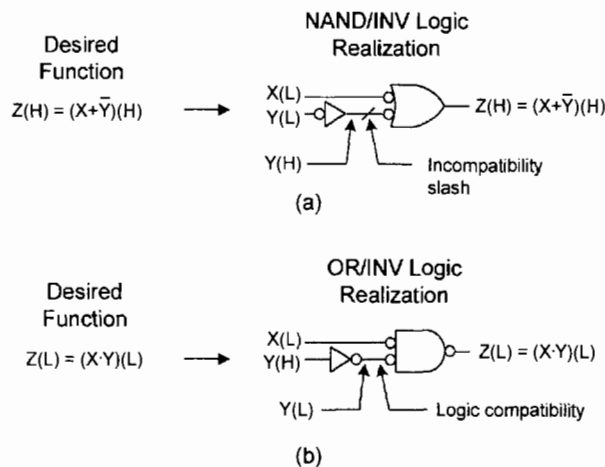 NAND/INV Logic
Realization
Desired
Function
Z(H) = (X+Ȳ)(H)
X(L)
Y(L)
Z(H) = (X+Ȳ)(H)
Y(H)
Incompatibility
slash
(a)
OR/INV Logic
Realization
Desired
Function
Z(L) = (X·Y)(L)
X(L)
Y(H)
Z(L) = (X·Y)(L)
Y(L)
Logic compatibility
(b)